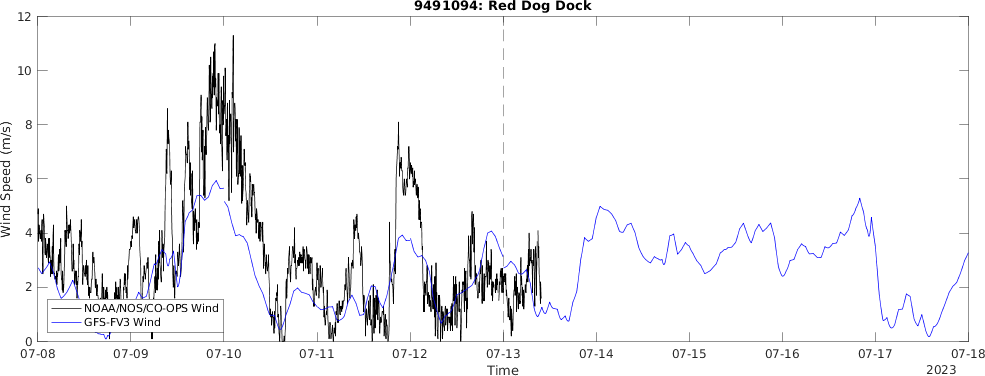 9491094: Red Dog Dock
12
10
8
6
4
2
0
Wind Speed (m/s)
NOAA/NOS/CO-OPS Wind
GFS-FV3 Wind
07-08 07-09 07-10 07-11 07-12 07-13 07-14 07-15 07-16 07-17 07-18
Time
2023